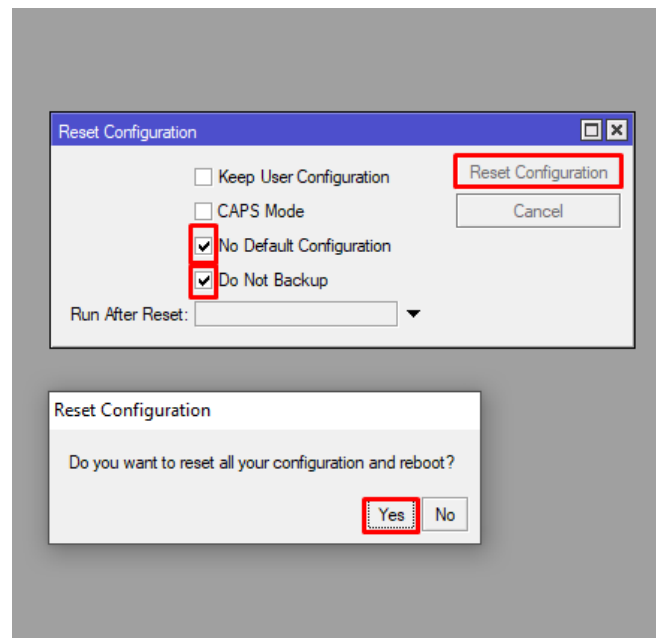 Reset Configuration
Keep User Configuration
Reset Configuration
CAPS Mode
Cancel
No Default Configuration
Do Not Backup
Run After Reset:
Reset Configuration
Do you want to reset all your configuration and reboot?
Yes
No